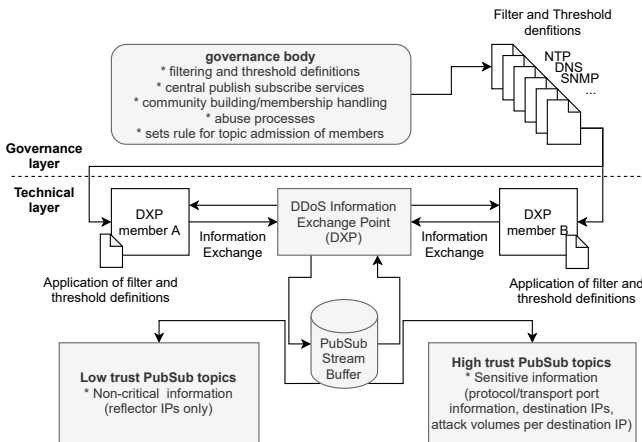 Filter and Threshold
denfitions
NTP
DNS
SNMP
...
governance body
* filtering and threshold definitions
* central publish subscribe services
* community building/membership handling
* abuse processes
* sets rule for topic admission of members
Governance
layer
Technical
layer
DXP
member A
DDoS Information
Exchange Point
(DXP)
DXP
member B
Information
Exchange
Information
Exchange
Application of filter and
threshold definitions
Application of filter and
threshold definitions
PubSub
Stream
Buffer
Low trust PubSub topics
* Non-critical information
(reflector IPs only)
High trust PubSub topics
* Sensitive information
(protocol/transport port
information, destination IPs,
attack volumes per destination IP)